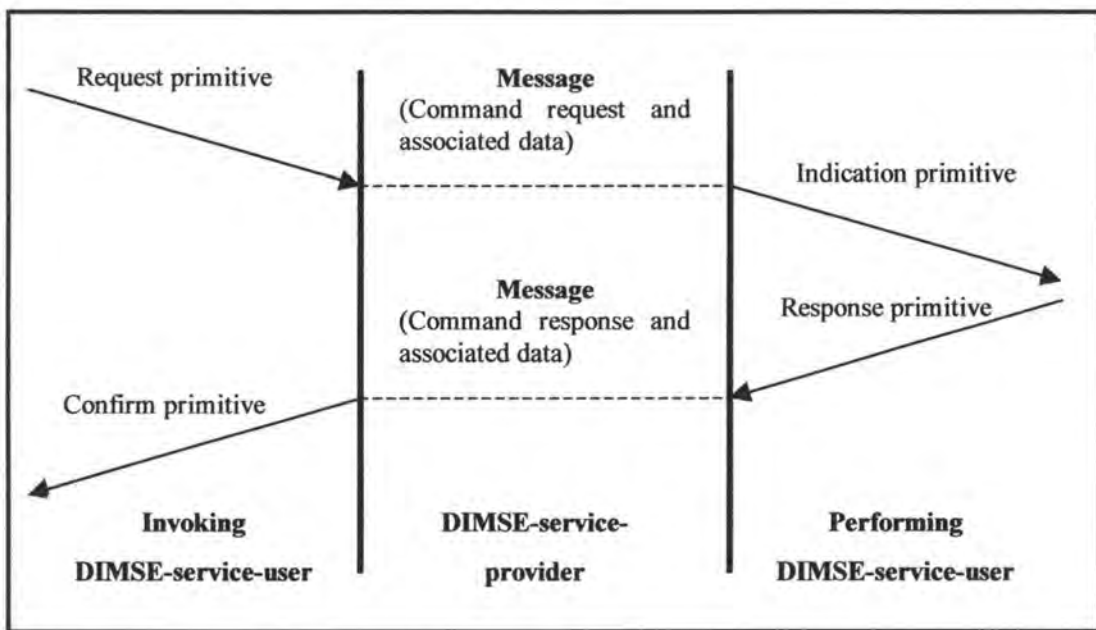 Request primitive
Message
(Command request and
associated data)
Indication primitive
Message
(Command response and
associated data)
Response primitive
Confirm primitive
Invoking
DIMSE-service-user
DIMSE-service-
provider
Performing
DIMSE-service-user